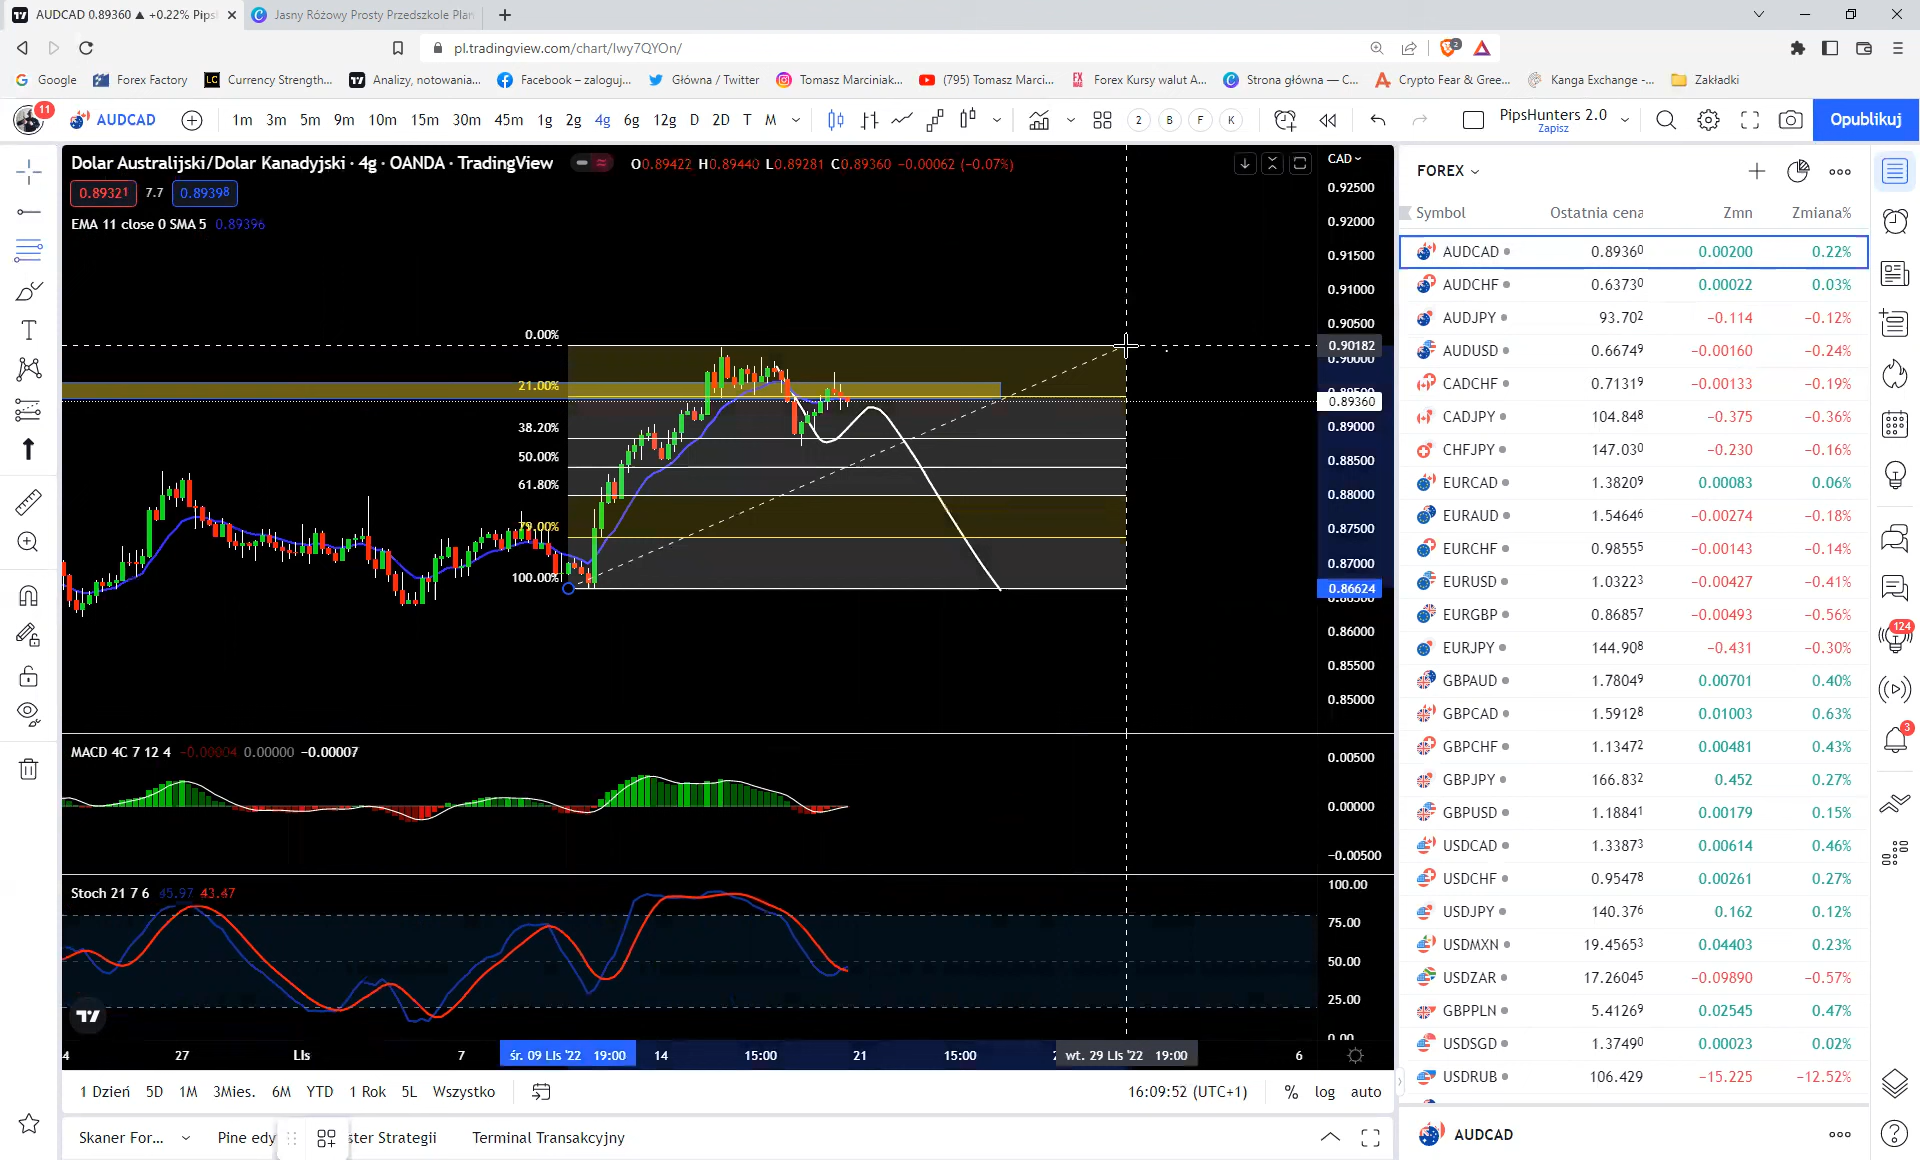 AUDCAD 0.89360 ▲ +0.22% Pips
Jasny Różowy Prosty Przedszkole Plan
pl.tradingview.com/chart/Iwy7QYOn/
2
Google
Forex Factory
Currency Strength...
Analizy, notowania...
Facebook – zaloguj...
Główna / Twitter
Tomasz Marciniak...
(795) Tomasz Marci...
Forex Kursy walut A...
Strona główna — C...
Crypto Fear & Gree...
Kanga Exchange -...
Zakładki
11
AUDCAD
1m 3m 5m 9m 10m 15m 30m 45m 1g 2g 4g 6g 12g D 2D T M
2 B F K
PipsHunters 2.0
Zapisz
Opublikuj
Dolar Australijski/Dolar Kanadyjski · 4g · OANDA · TradingView
O0.89422 H0.89440 L0.89281 C0.89360 −0.00062 (−0.07%)
CAD
0.89321 7.7 0.89398
EMA 11 close 0 SMA 5 0.89396
0.92500
0.92000
0.91500
0.91000
0.90500
0.90182
0.90000
0.89500
0.89360
0.89000
0.88500
0.88000
0.87500
0.87000
0.86624
0.86500
0.86000
0.85500
0.85000
0.00%
21.00%
38.20%
50.00%
61.80%
79.00%
100.00%
MACD 4C 7 12 4 −0.00004 0.00000 −0.00007
0.00500
0.00000
−0.00500
Stoch 21 7 6 45.97 43.47
100.00
75.00
50.00
25.00
0.00
4 27 Lis 7 śr. 09 Lis '22 19:00 14 15:00 21 15:00 2 wt. 29 Lis '22 19:00 6
1 Dzień 5D 1M 3Mies. 6M YTD 1 Rok 5L Wszystko
16:09:52 (UTC+1) % log auto
Skaner For... Pine edy ster Strategii Terminal Transakcyjny
FOREX
Symbol Ostatnia cena Zmn Zmiana%
AUDCAD 0.89360 0.00200 0.22%
AUDCHF 0.63730 0.00022 0.03%
AUDJPY 93.702 −0.114 −0.12%
AUDUSD 0.66749 −0.00160 −0.24%
CADCHF 0.71319 −0.00133 −0.19%
CADJPY 104.848 −0.375 −0.36%
CHFJPY 147.030 −0.230 −0.16%
EURCAD 1.38209 0.00083 0.06%
EURAUD 1.54646 −0.00274 −0.18%
EURCHF 0.98555 −0.00143 −0.14%
EURUSD 1.03223 −0.00427 −0.41%
EURGBP 0.86857 −0.00493 −0.56%
EURJPY 144.908 −0.431 −0.30%
GBPAUD 1.78049 0.00701 0.40%
GBPCAD 1.59128 0.01003 0.63%
GBPCHF 1.13472 0.00481 0.43%
GBPJPY 166.832 0.452 0.27%
GBPUSD 1.18841 0.00179 0.15%
USDCAD 1.33873 0.00614 0.46%
USDCHF 0.95478 0.00261 0.27%
USDJPY 140.376 0.162 0.12%
USDMXN 19.45653 0.04403 0.23%
USDZAR 17.26045 −0.09890 −0.57%
GBPPLN 5.41269 0.02545 0.47%
USDSGD 1.37490 0.00023 0.02%
USDRUB 106.429 −15.225 −12.52%
AUDCAD
124
3